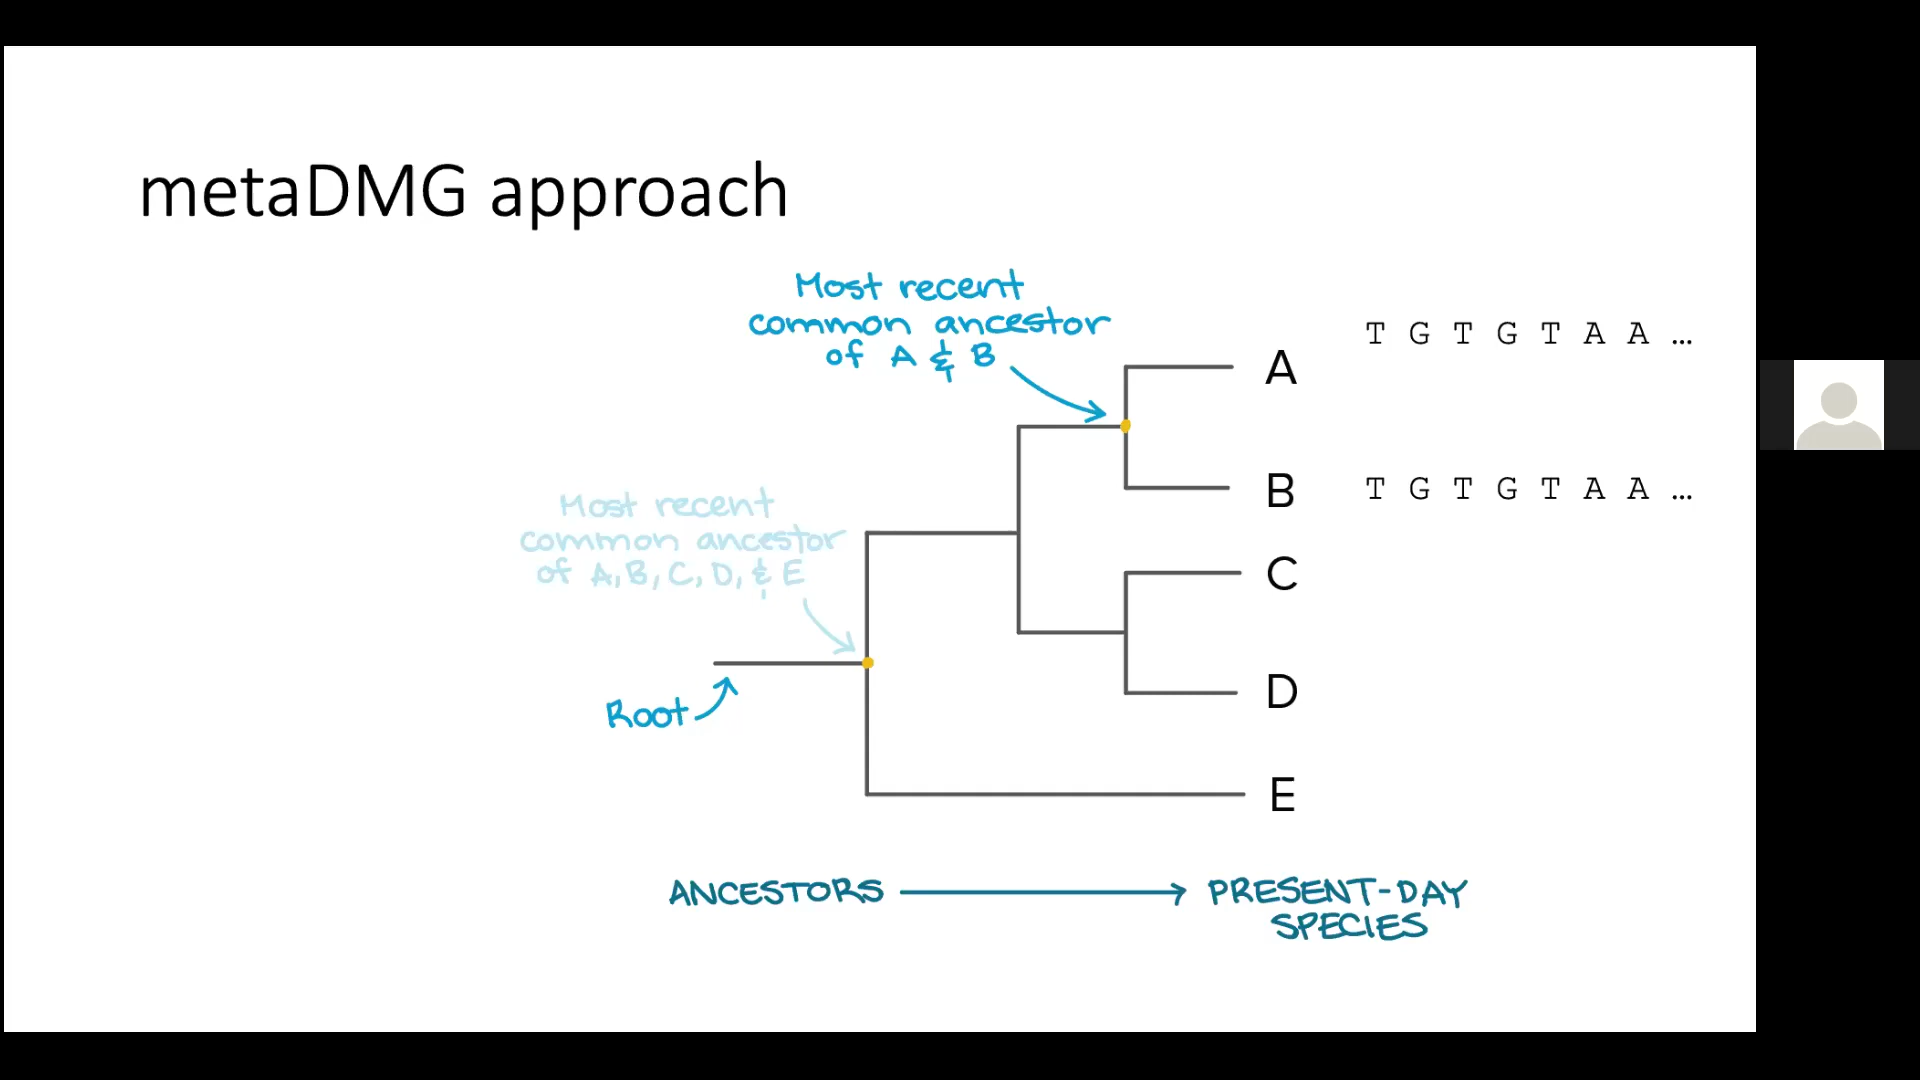 metaDMG approach
Most recent
common ancestor
of A & B
T G T G T A A ...
A
B
T G T G T A A ...
Most recent
common ancestor
of A, B, C, D, & E
C
D
Root
E
ANCESTORS
PRESENT-DAY
SPECIES